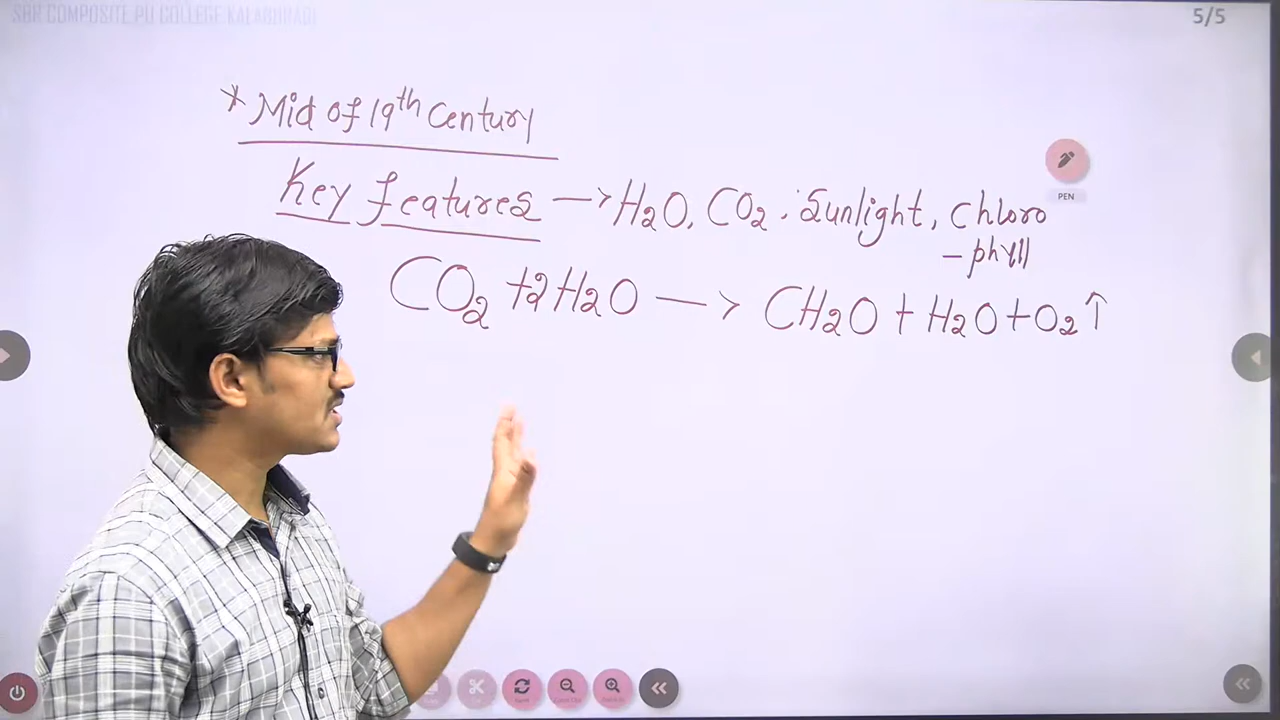 SBR COMPOSITE PU COLLEGE KALABURAGI
5/5
* Mid of 19th Century
Key features → H2O, CO2. Sunlight, Chloro
- phyll
PEN
CO2 + 2H2O → CH2O + H2O + O2 ↑